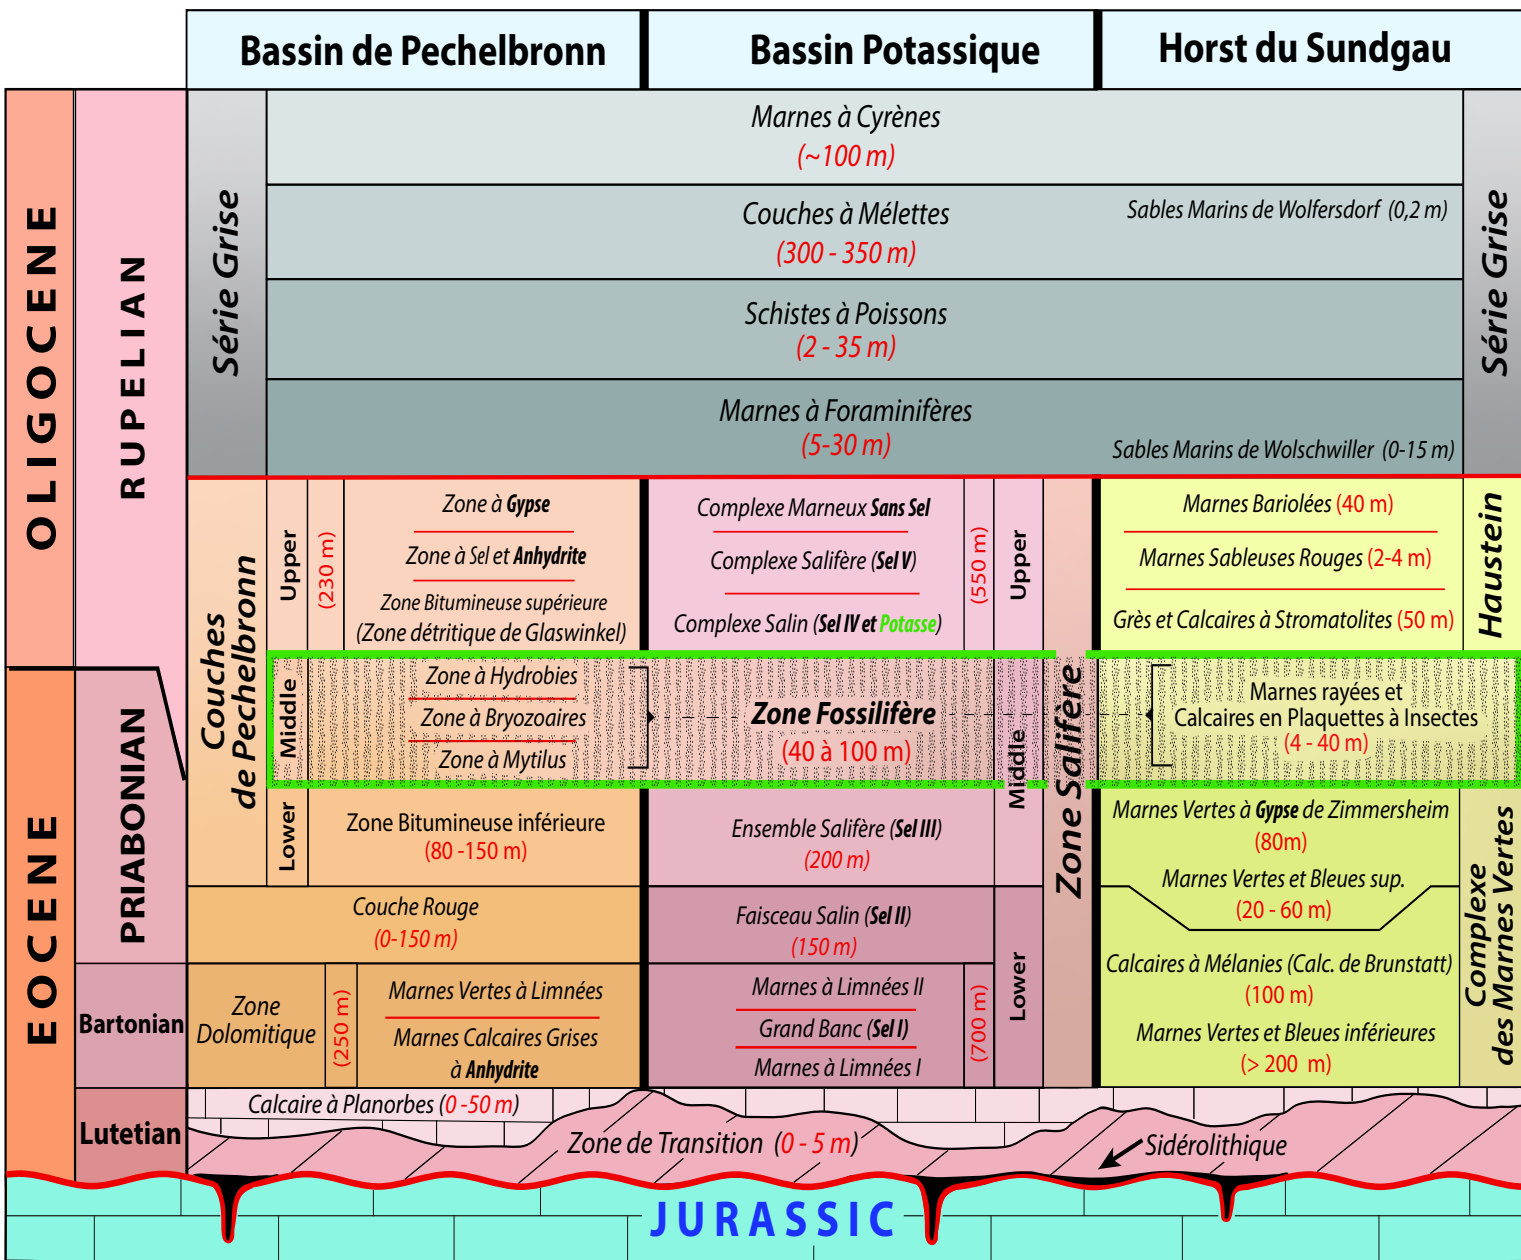 Bassin de Pechelbronn
Bassin Potassique
Horst du Sundgau
OLIGOCENE
EOCENE
RUPELIAN
PRIABONIAN
Bartonian
Lutetian
Série Grise
Marnes à Cyrènes
(~100 m)
Couches à Mélettes
(300 - 350 m)
Sables Marins de Wolfersdorf (0,2 m)
Schistes à Poissons
(2 - 35 m)
Marnes à Foraminifères
(5-30 m)
Sables Marins de Wolschwiller (0-15 m)
Série Grise
Couches
de Pechelbronn
Upper
(230 m)
Zone à Gypse
Zone à Sel et Anhydrite
Zone Bitumineuse supérieure
(Zone détritique de Glaswinkel)
Middle
Zone à Hydrobies
Zone à Bryozoaires
Zone à Mytilus
Lower
Zone Bitumineuse inférieure
(80 -150 m)
Couche Rouge
(0-150 m)
Zone
Dolomitique
(250 m)
Marnes Vertes à Limnées
Marnes Calcaires Grises
à Anhydrite
Complexe Marneux Sans Sel
Complexe Salifère (Sel V)
Complexe Salin (Sel IV et Potasse)
(550 m)
Upper
Zone Fossilifère
(40 à 100 m)
Middle
Ensemble Salifère (Sel III)
(200 m)
Faisceau Salin (Sel II)
(150 m)
Marnes à Limnées II
Grand Banc (Sel I)
Marnes à Limnées I
(700 m)
Lower
Zone Salifère
Marnes Bariolées (40 m)
Marnes Sableuses Rouges (2-4 m)
Grès et Calcaires à Stromatolites (50 m)
Haustein
Marnes rayées et
Calcaires en Plaquettes à Insectes
(4 - 40 m)
Marnes Vertes à Gypse de Zimmersheim
(80m)
Marnes Vertes et Bleues sup.
(20 - 60 m)
Calcaires à Mélanies (Calc. de Brunstatt)
(100 m)
Marnes Vertes et Bleues inférieures
(> 200 m)
Complexe
des Marnes Vertes
Calcaire à Planorbes (0 -50 m)
Zone de Transition (0 - 5 m)
Sidérolithique
JURASSIC